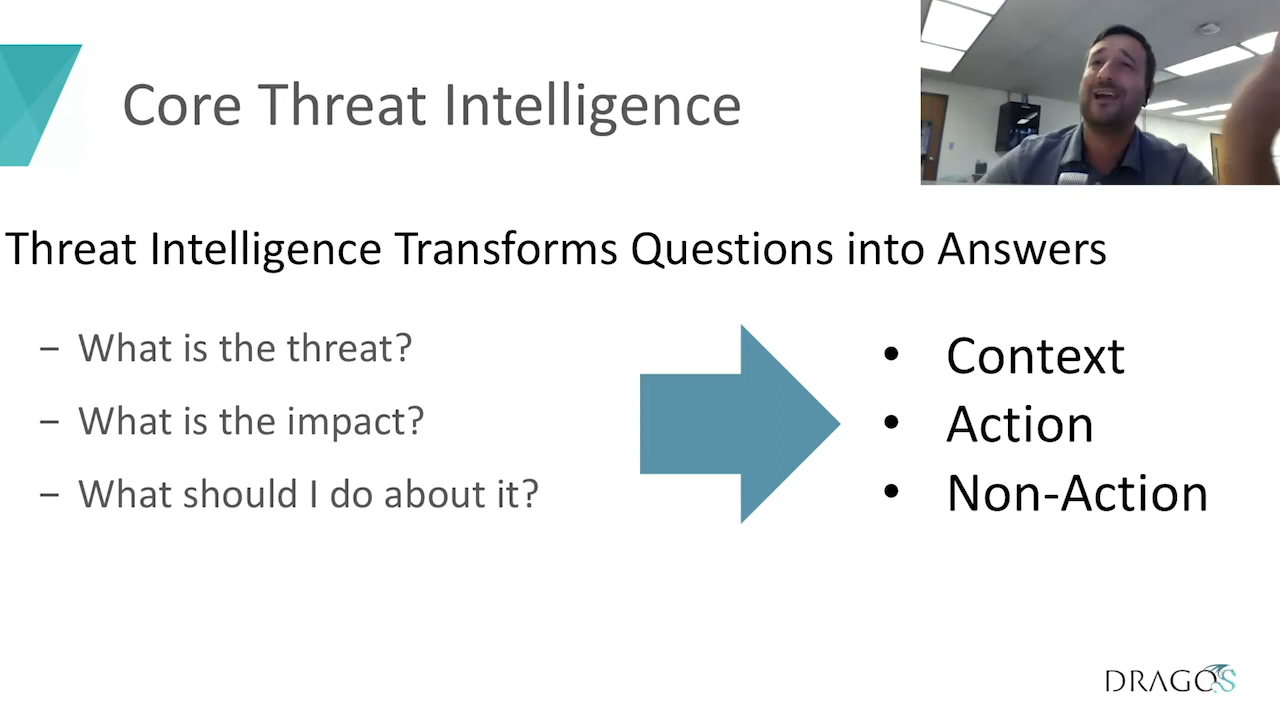 Core Threat Intelligence
Threat Intelligence Transforms Questions into Answers
– What is the threat?
– What is the impact?
– What should I do about it?
• Context
• Action
• Non-Action
DRAGOS